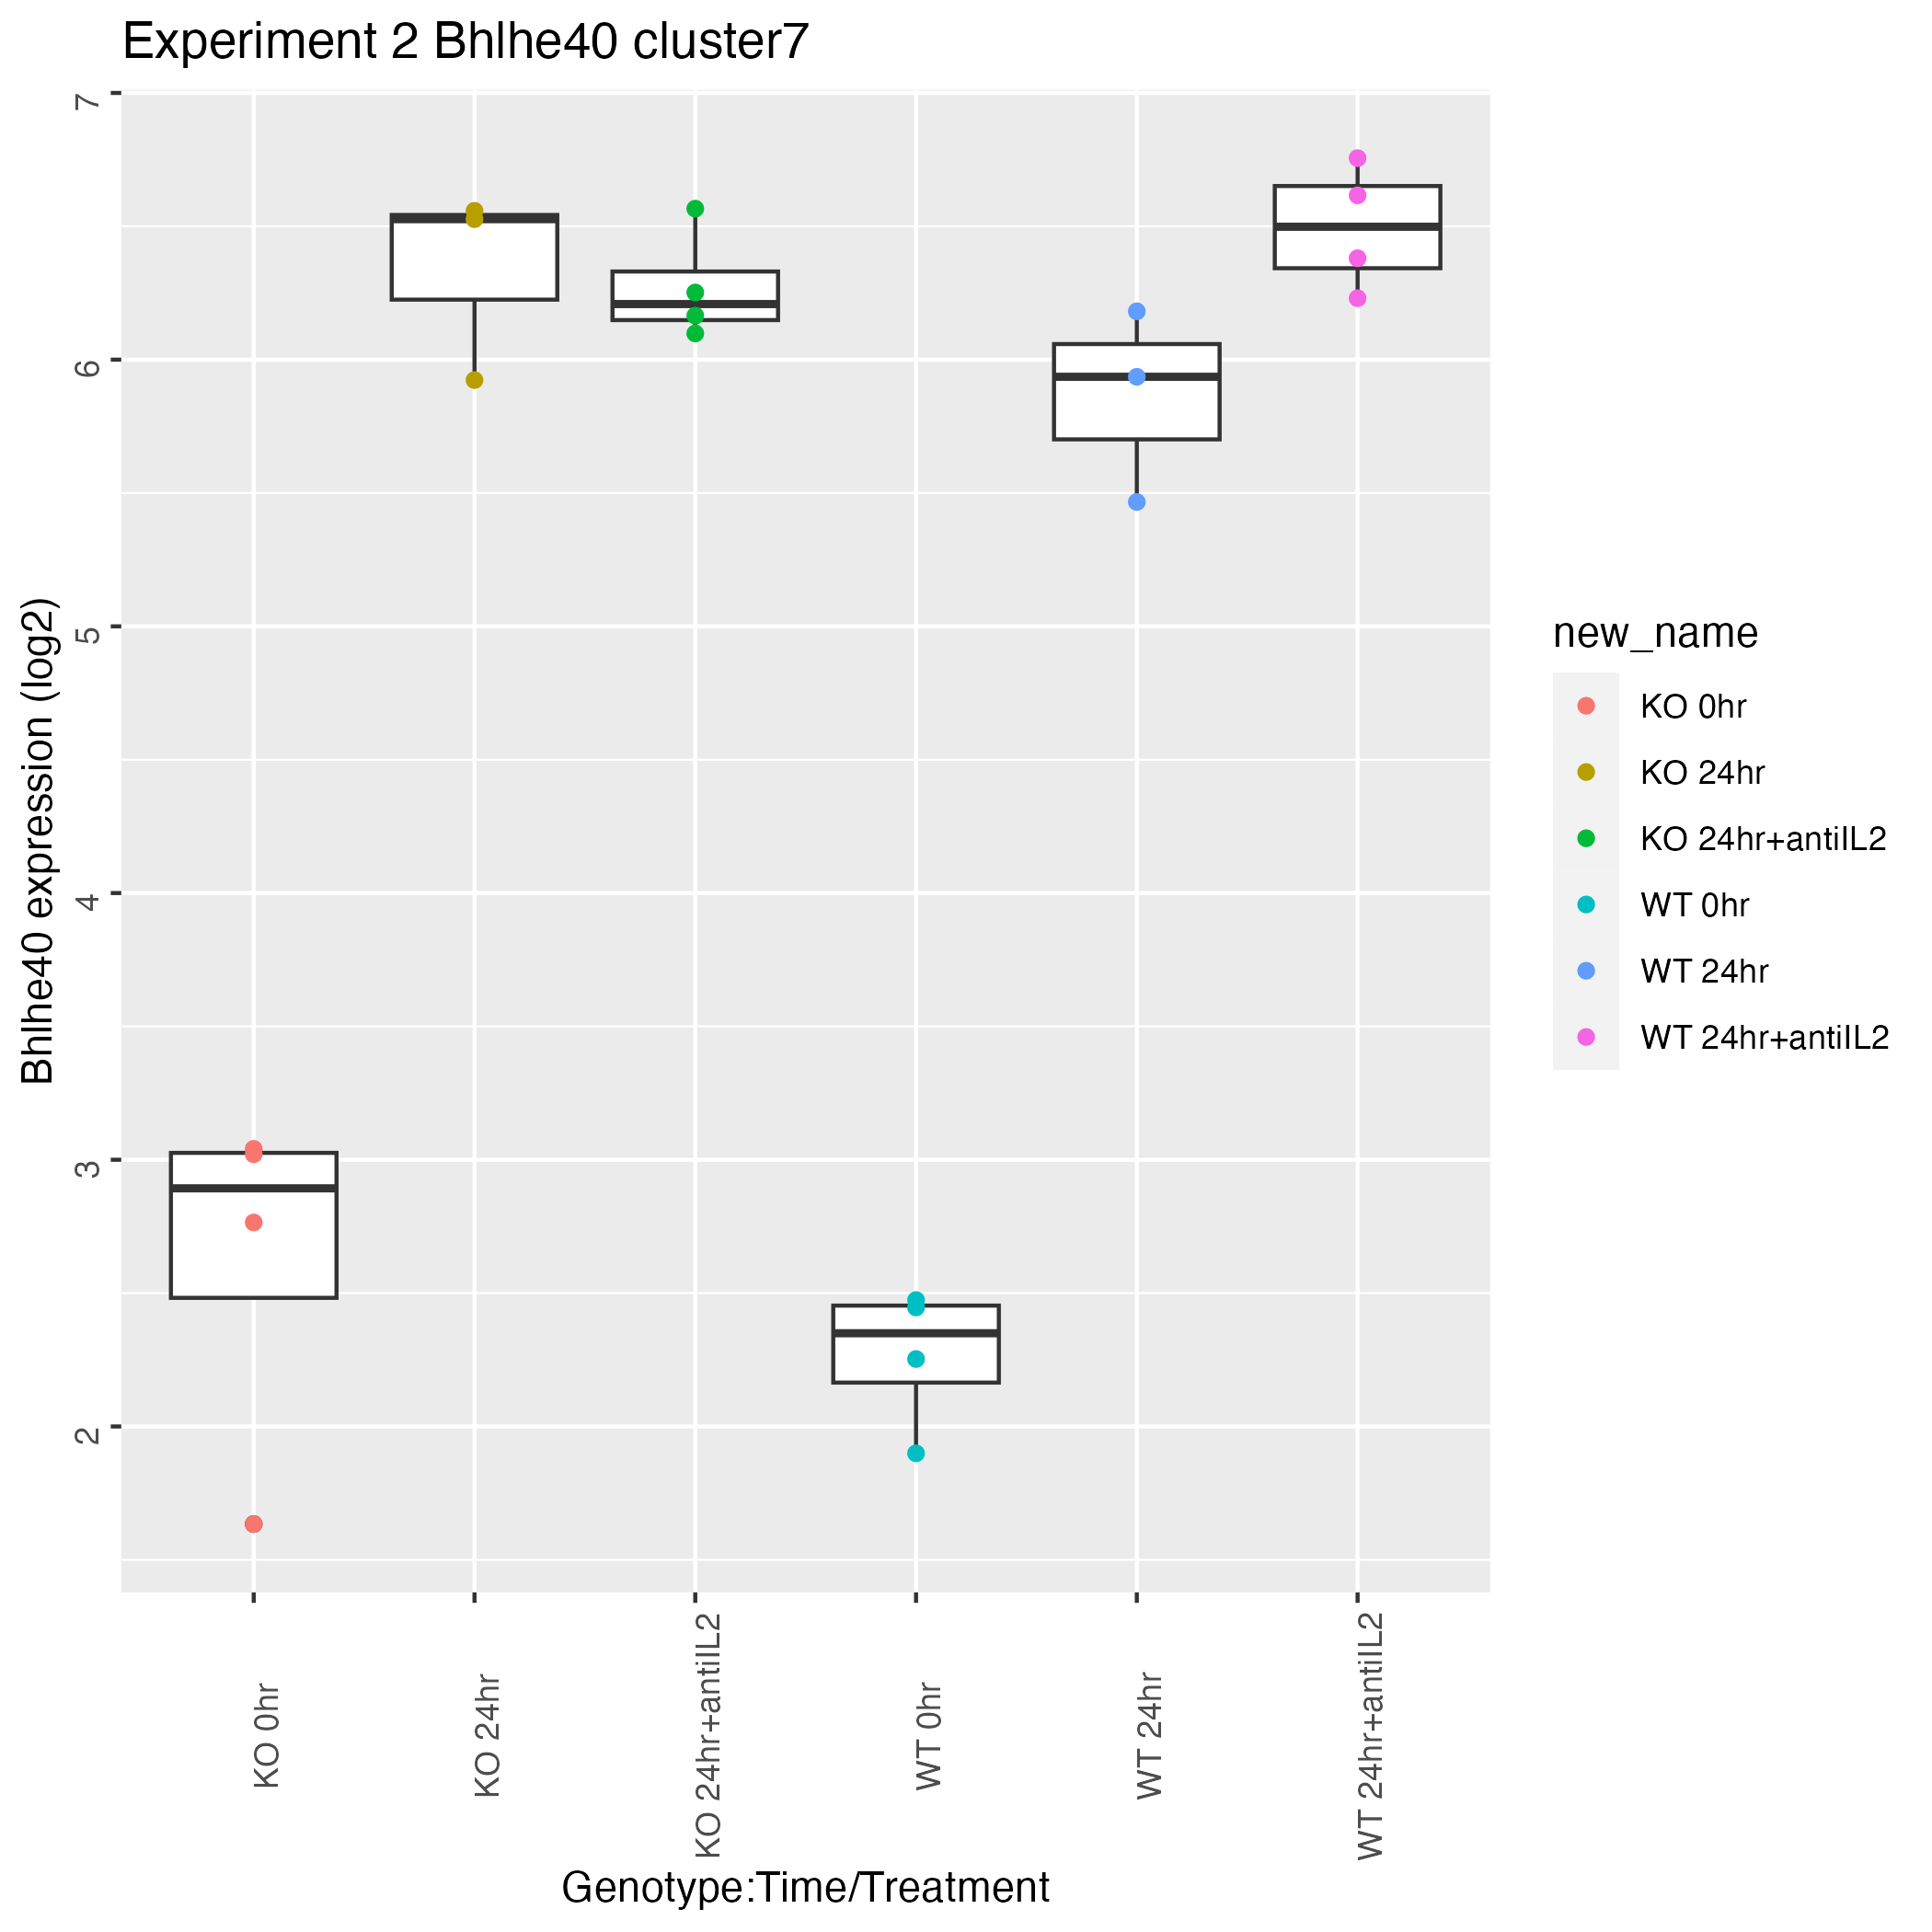 Experiment 2 Bhlhe40 cluster7
Bhlhe40 expression (log2)
7
6
5
4
3
2
KO 0hr
KO 24hr
KO 24hr+antiIL2
WT 0hr
WT 24hr
WT 24hr+antiIL2
Genotype:Time/Treatment
new_name
KO 0hr
KO 24hr
KO 24hr+antiIL2
WT 0hr
WT 24hr
WT 24hr+antiIL2